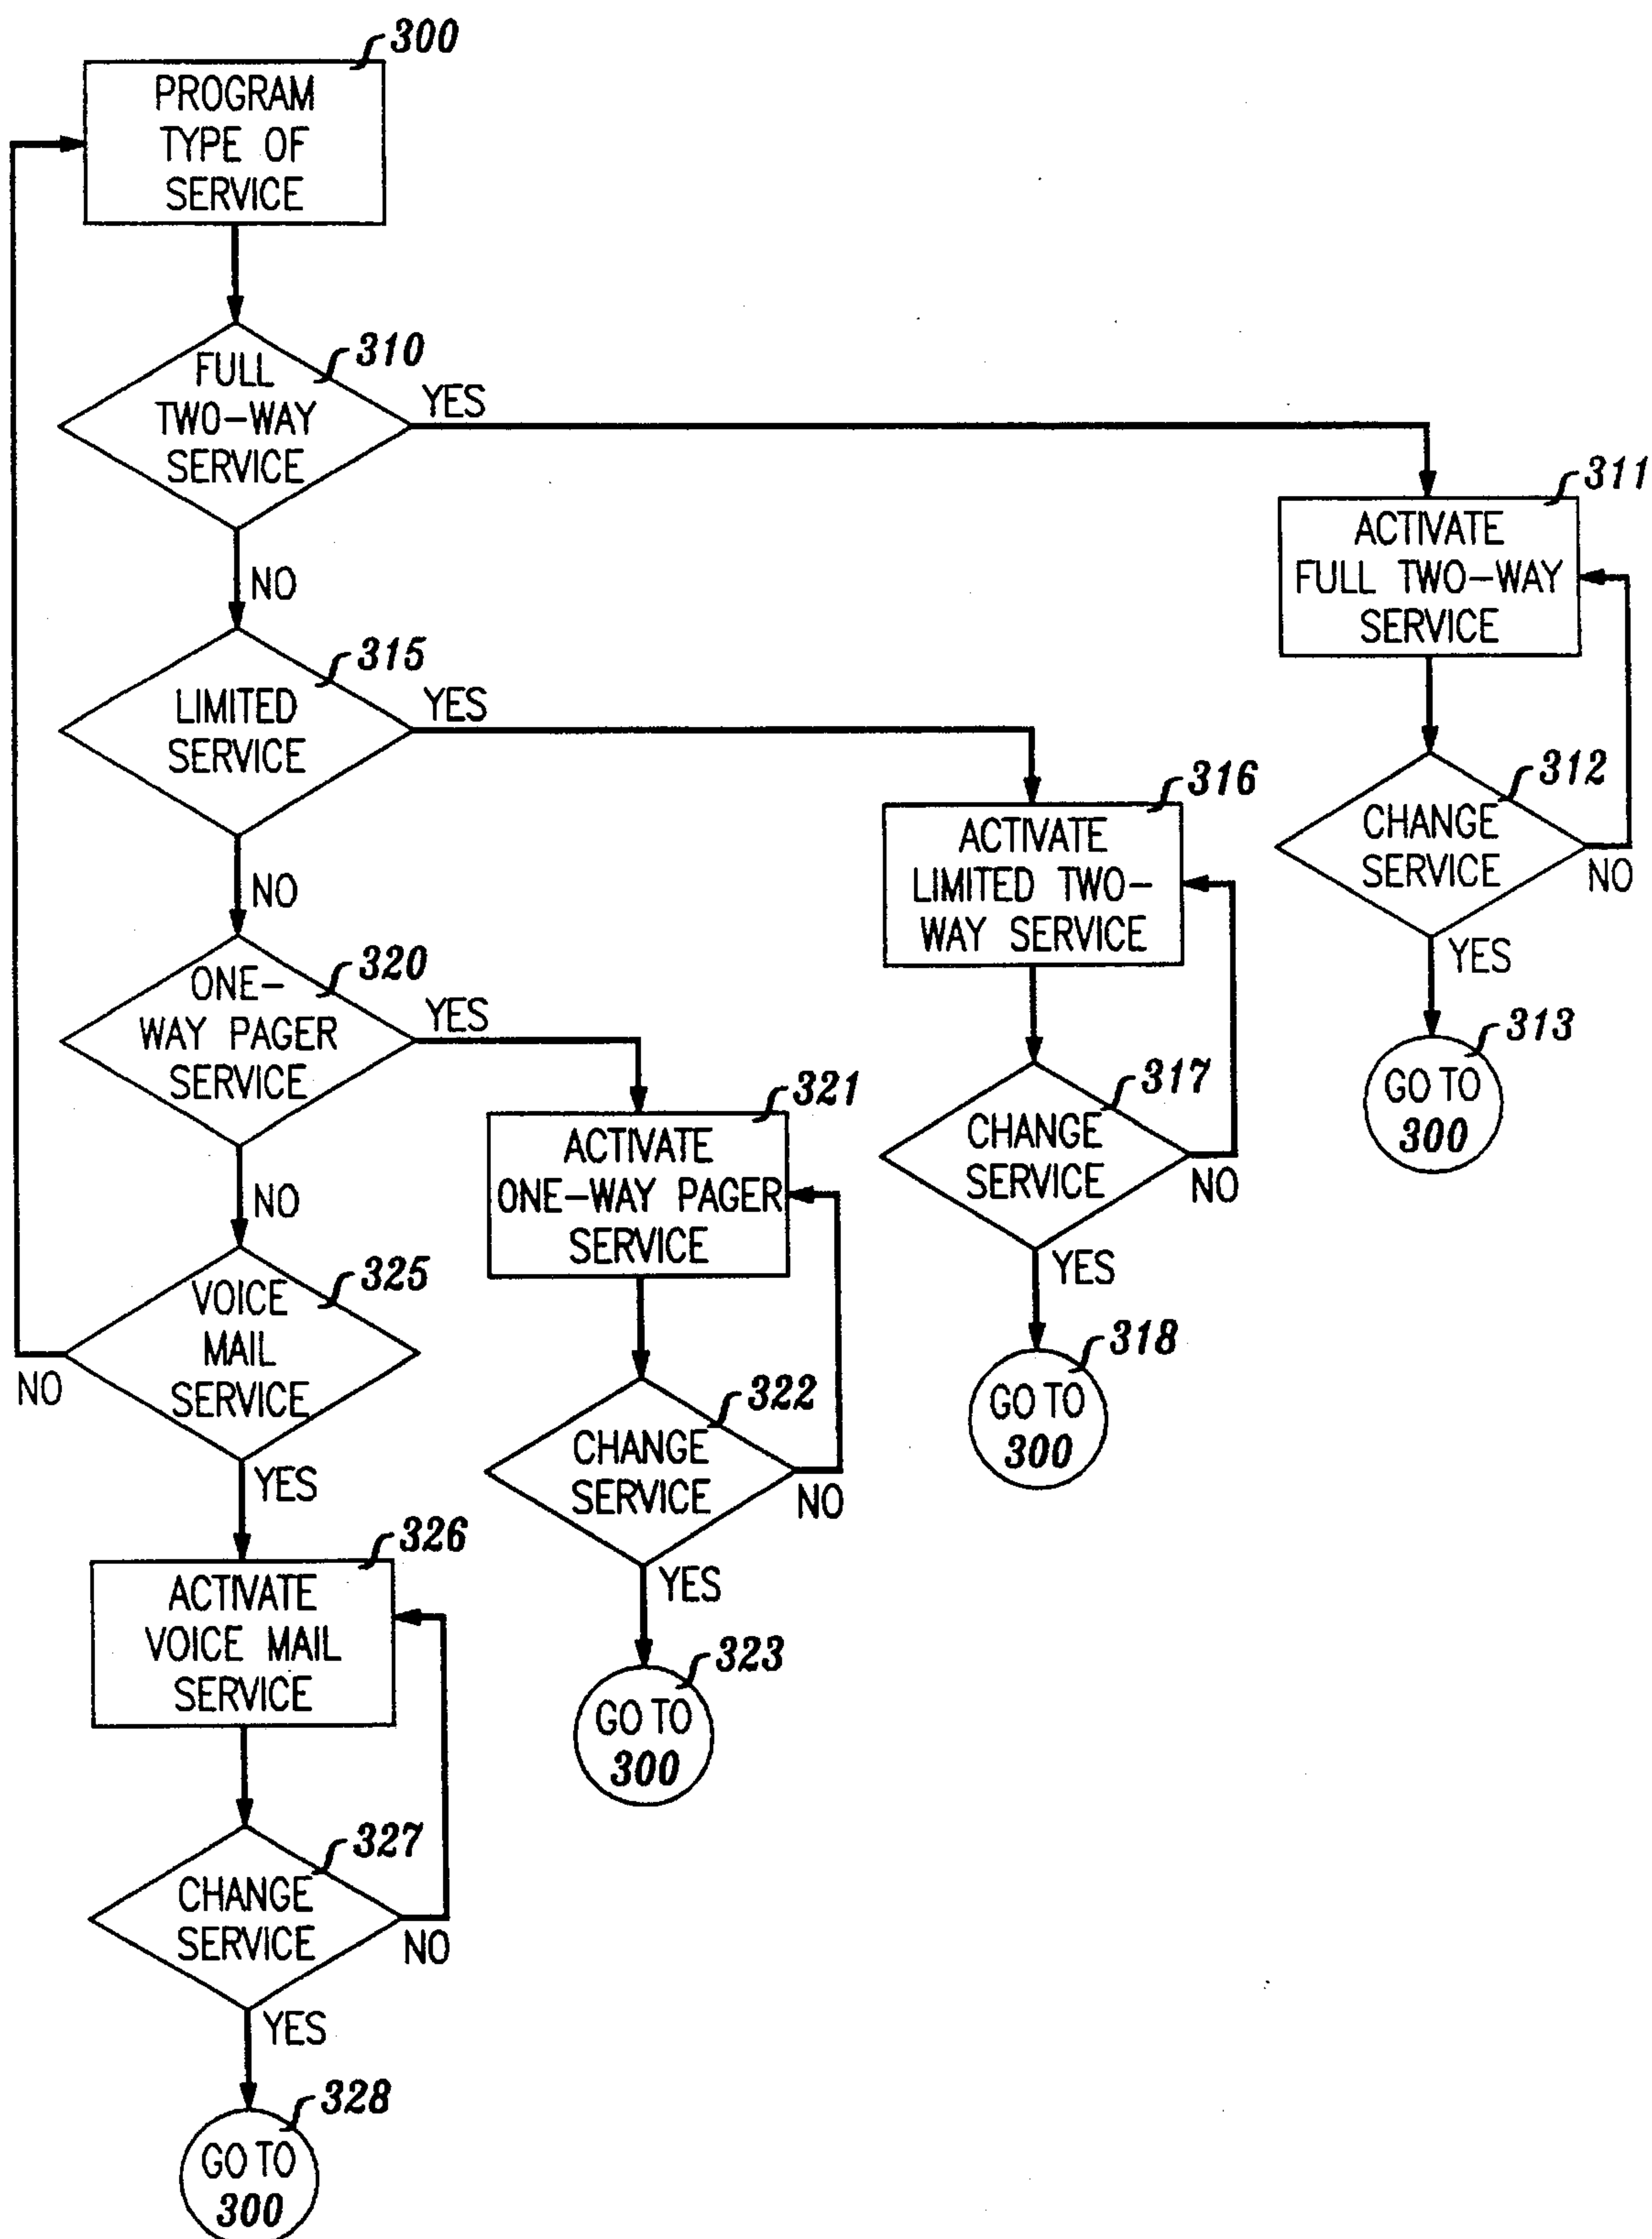 300
PROGRAM
TYPE OF
SERVICE
310
FULL
TWO-WAY
SERVICE
YES
NO
311
ACTIVATE
FULL TWO-WAY
SERVICE
312
CHANGE
SERVICE
NO
YES
313
GO TO
300
315
LIMITED
SERVICE
YES
NO
316
ACTIVATE
LIMITED TWO-
WAY SERVICE
317
CHANGE
SERVICE
NO
YES
318
GO TO
300
320
ONE-
WAY PAGER
SERVICE
YES
NO
321
ACTIVATE
ONE-WAY PAGER
SERVICE
322
CHANGE
SERVICE
NO
YES
323
GO TO
300
325
VOICE
MAIL
SERVICE
NO
YES
326
ACTIVATE
VOICE MAIL
SERVICE
327
CHANGE
SERVICE
NO
YES
328
GO TO
300